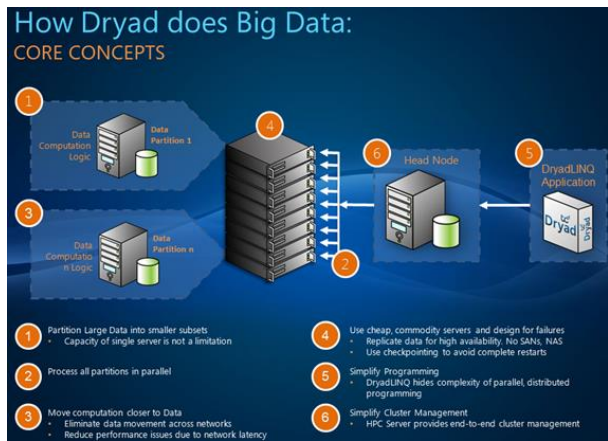 How Dryad does Big Data:
CORE CONCEPTS
1
Data
Computation
Logic
Data
Partition 1
4
6
Head Node
5
DryadLINQ
Application
Dryad
Dryad
3
Data
Computatio
n Logic
Data
Partition n
2
1
Partition Large Data into smaller subsets
• Capacity of single server is not a limitation
2
Process all partitions in parallel
3
Move computation closer to Data
• Eliminate data movement across networks
• Reduce performance issues due to network latency
4
Use cheap, commodity servers and design for failures
• Replicate data for high availability. No SANs, NAS
• Use checkpointing to avoid complete restarts
5
Simplify Programming
• DryadLINQ hides complexity of parallel, distributed
programming
6
Simplify Cluster Management
• HPC Server provides end-to-end cluster management